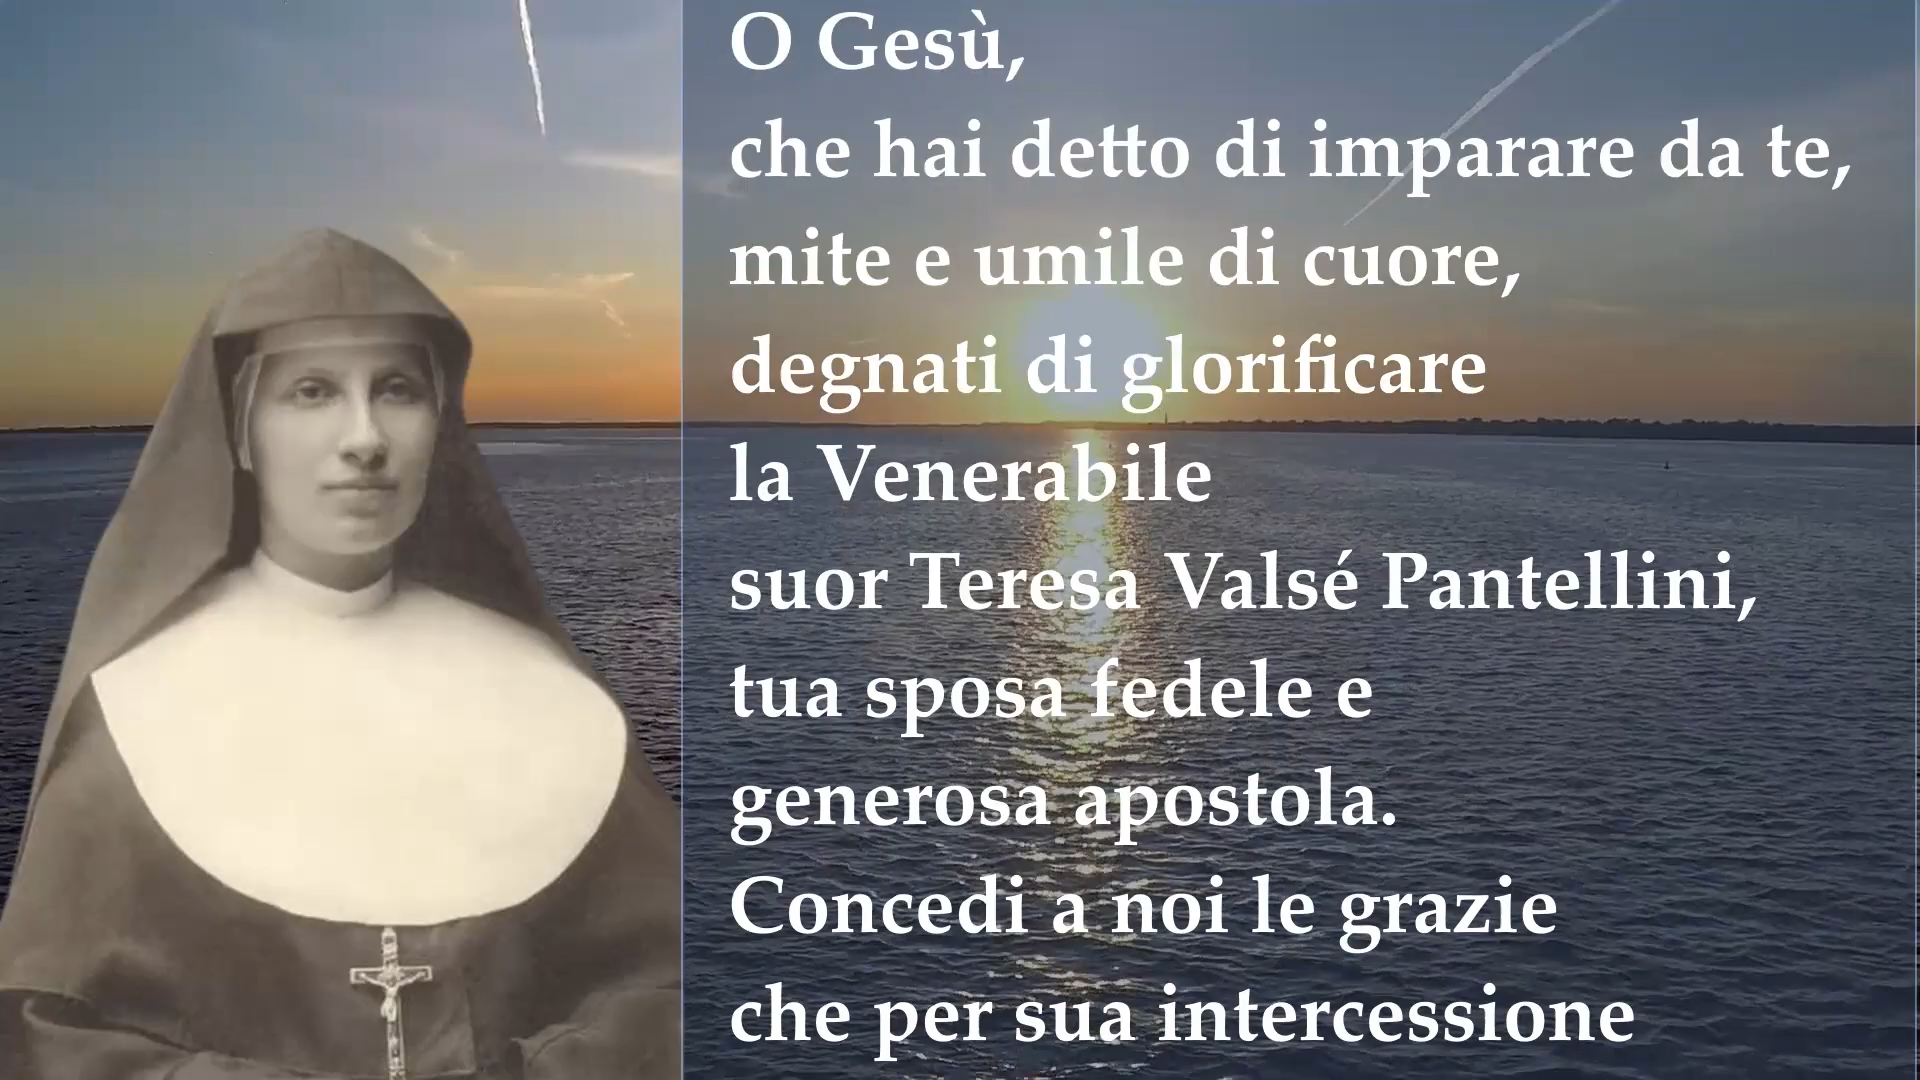 O Gesù,
che hai detto di imparare da te,
mite e umile di cuore,
degnati di glorificare
la Venerabile
suor Teresa Valsé Pantellini,
tua sposa fedele e
generosa apostola.
Concedi a noi le grazie
che per sua intercessione